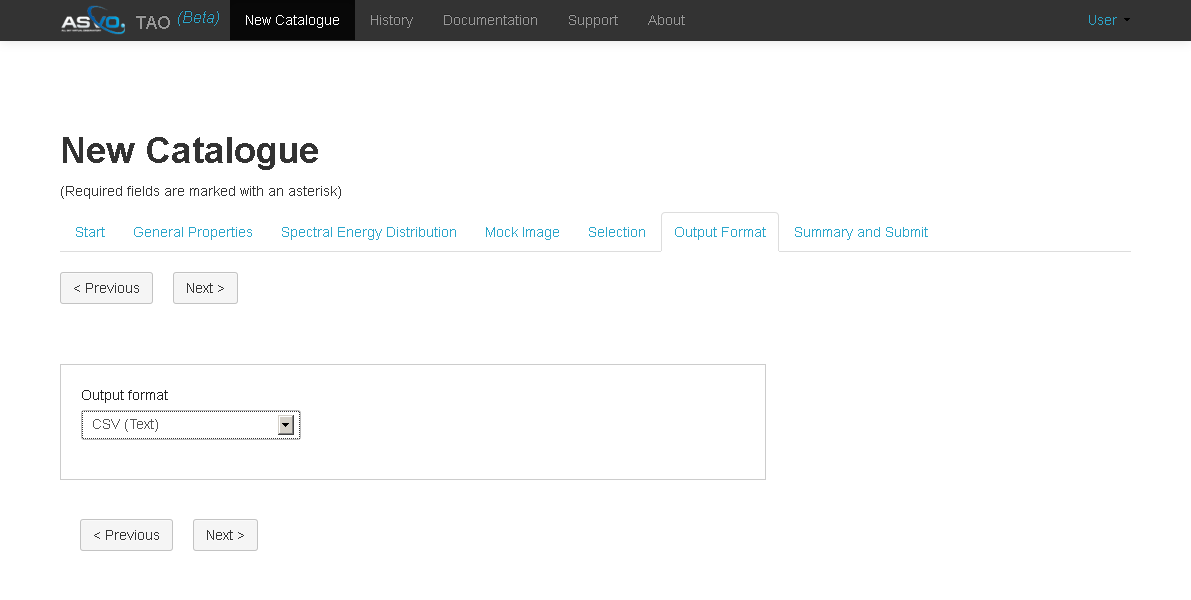 ASVO TAO (Beta) New Catalogue History Documentation Support About User
New Catalogue
(Required fields are marked with an asterisk)
Start General Properties Spectral Energy Distribution Mock Image Selection Output Format Summary and Submit
< Previous Next >
Output format
CSV (Text)
< Previous Next >